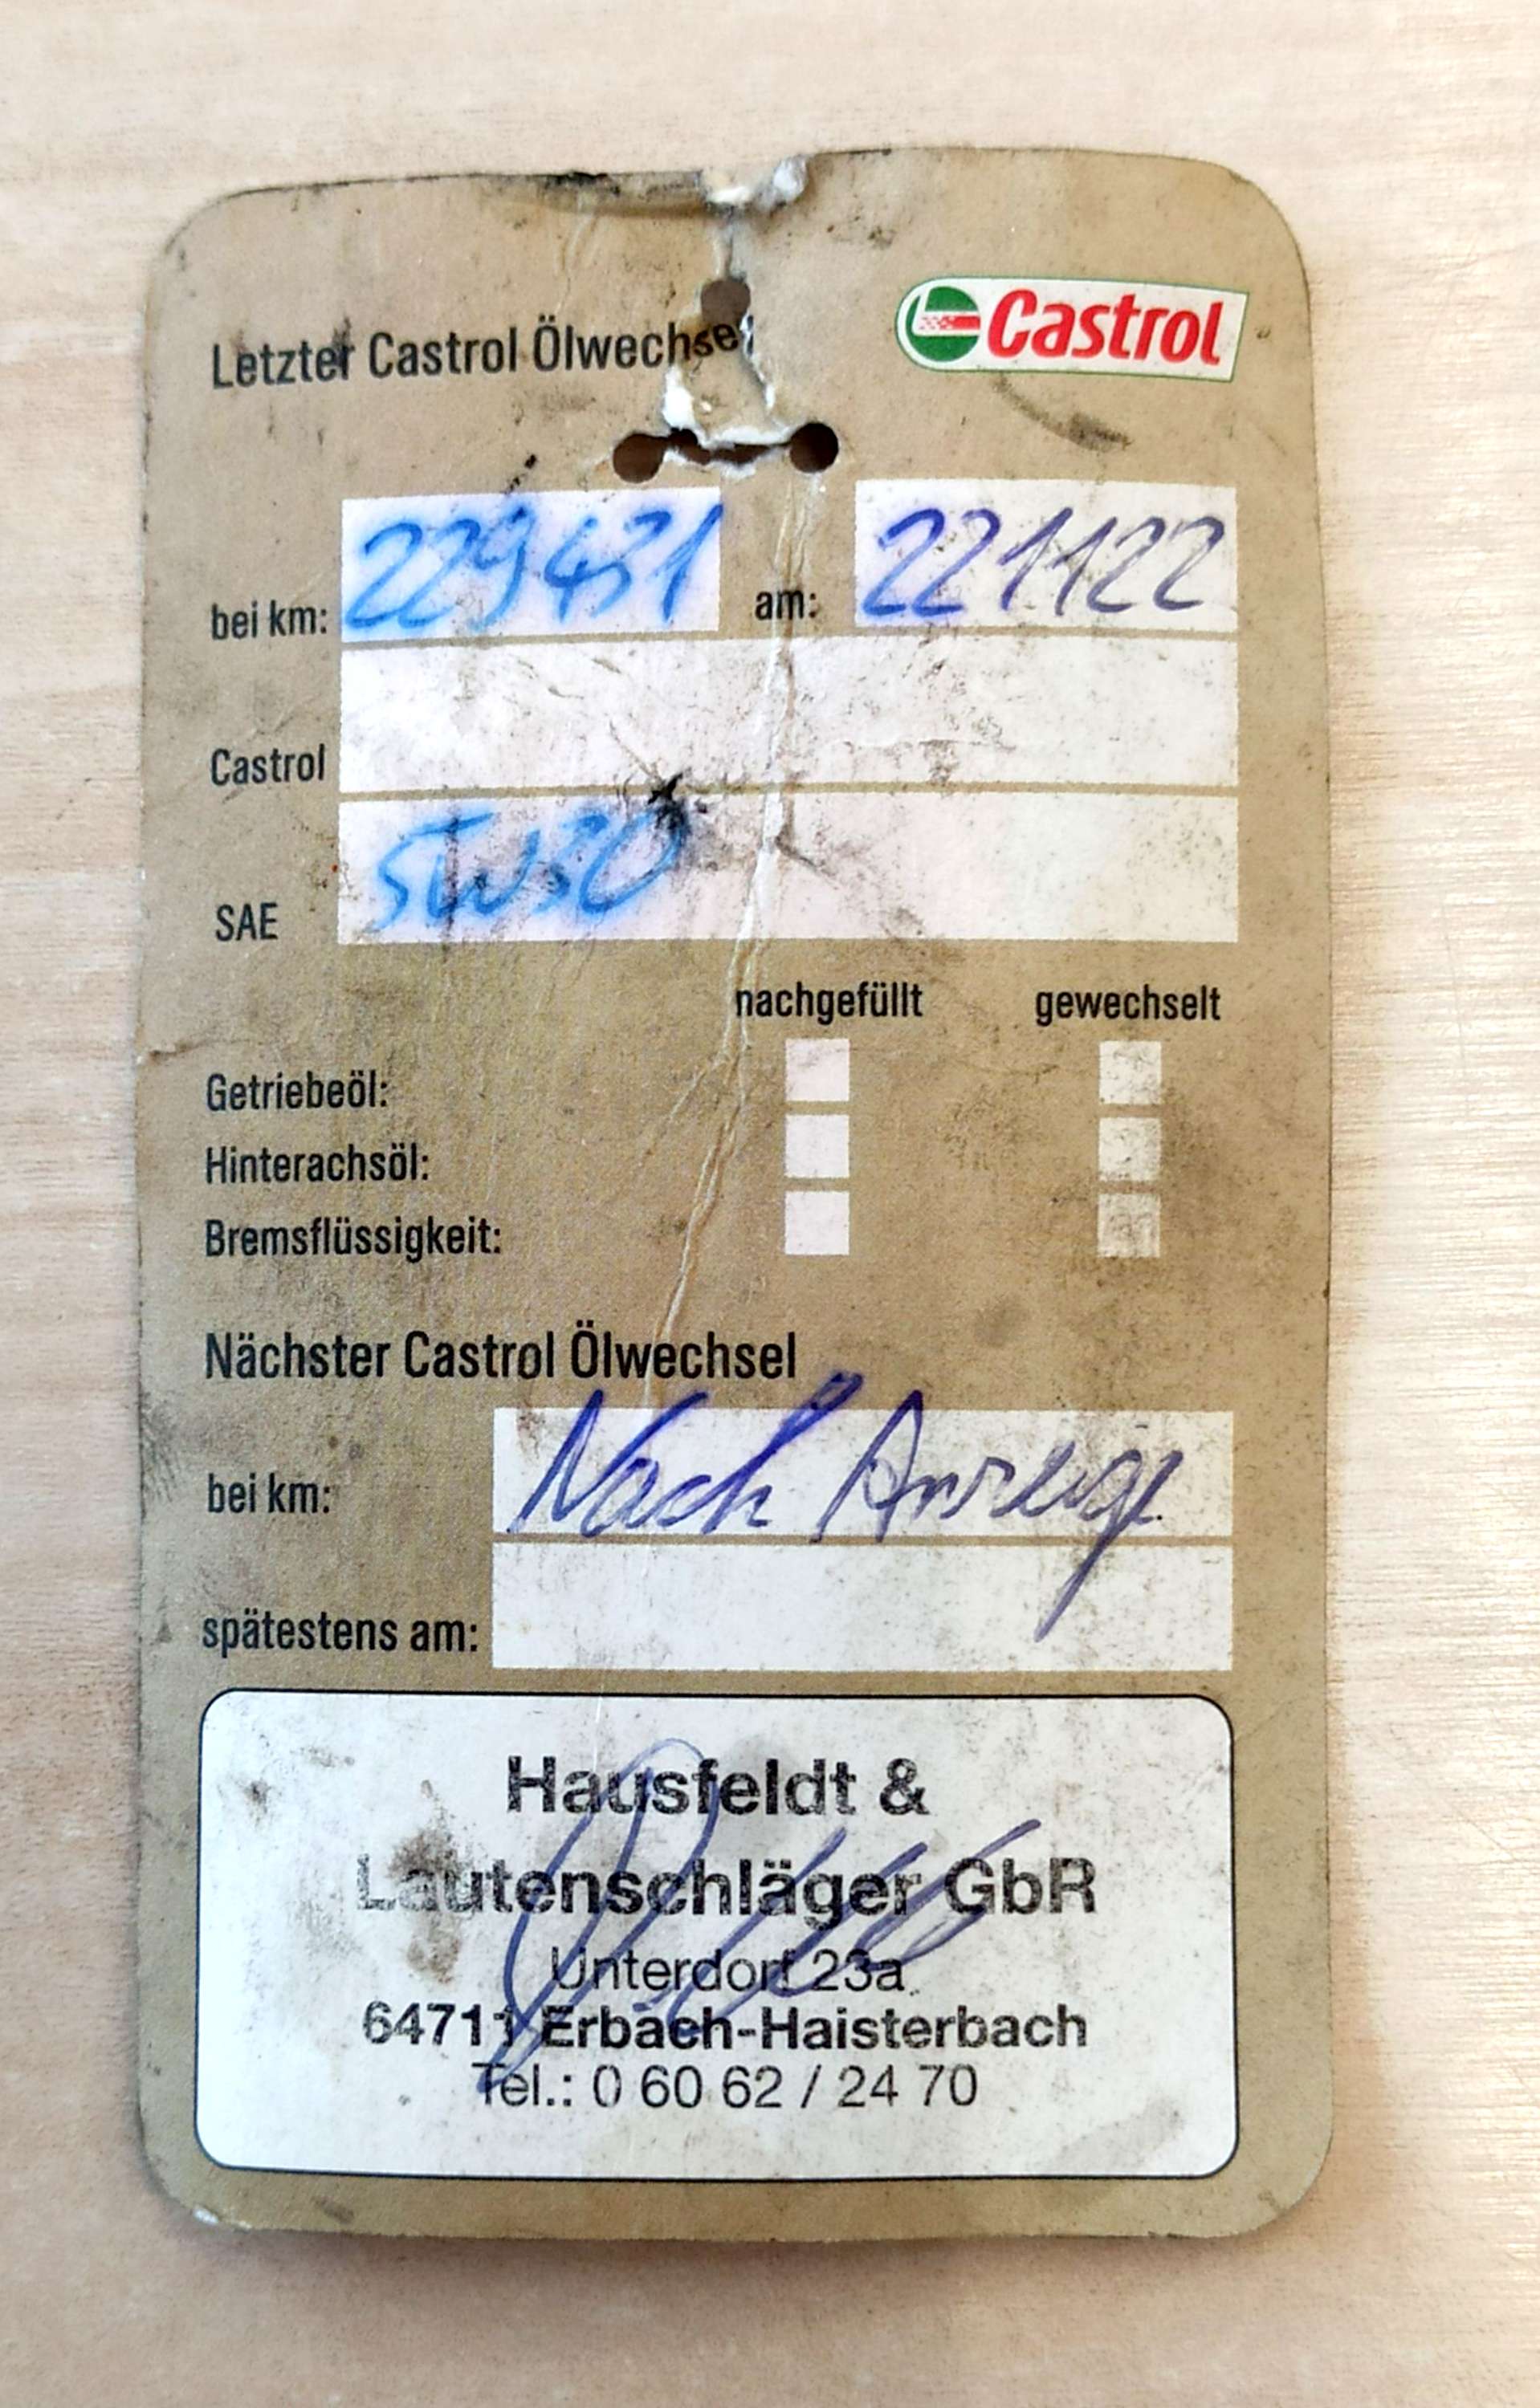 Letzter Castrol Ölwechsel
Castrol
bei km: 229431 am: 221122
Castrol
SAE 5W30
nachgefüllt gewechselt
Getriebeöl:
Hinterachsöl:
Bremsflüssigkeit:
Nächster Castrol Ölwechsel
bei km: Nach Anzeige
spätestens am:
Hausfeldt &
Lautenschläger GbR
Unterdorf 23a
64711 Erbach-Haisterbach
Tel.: 0 60 62 / 24 70